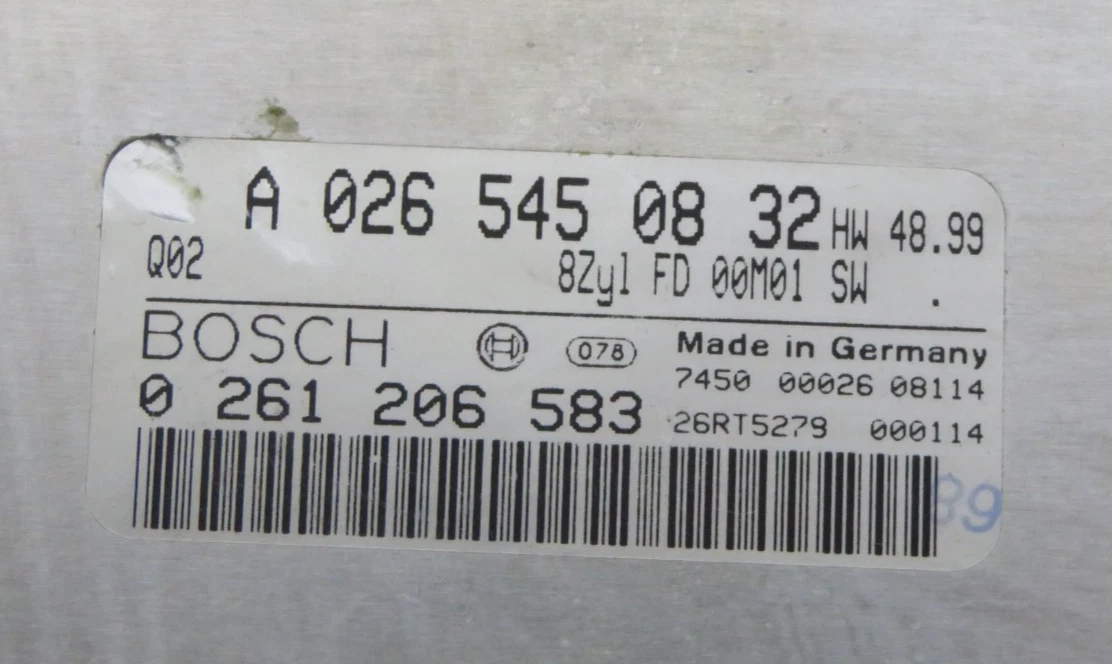 A 026 545 08 32 HW 48.99
Q02 8Zyl FD 00M01 SW .
BOSCH 078 Made in Germany
7450 00026 08114
0 261 206 583 26RT5279 000114
89